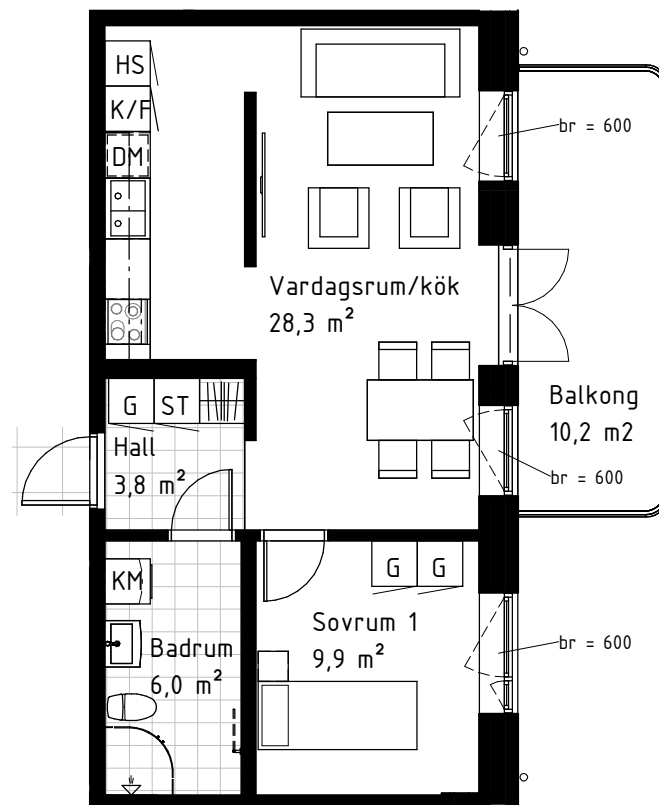 HS
K/F
DM
br = 600
Vardagsrum/kök
28,3 m²
G
ST
Hall
3,8 m²
Balkong
10,2 m2
br = 600
KM
Badrum
6,0 m²
G
G
Sovrum 1
9,9 m²
br = 600